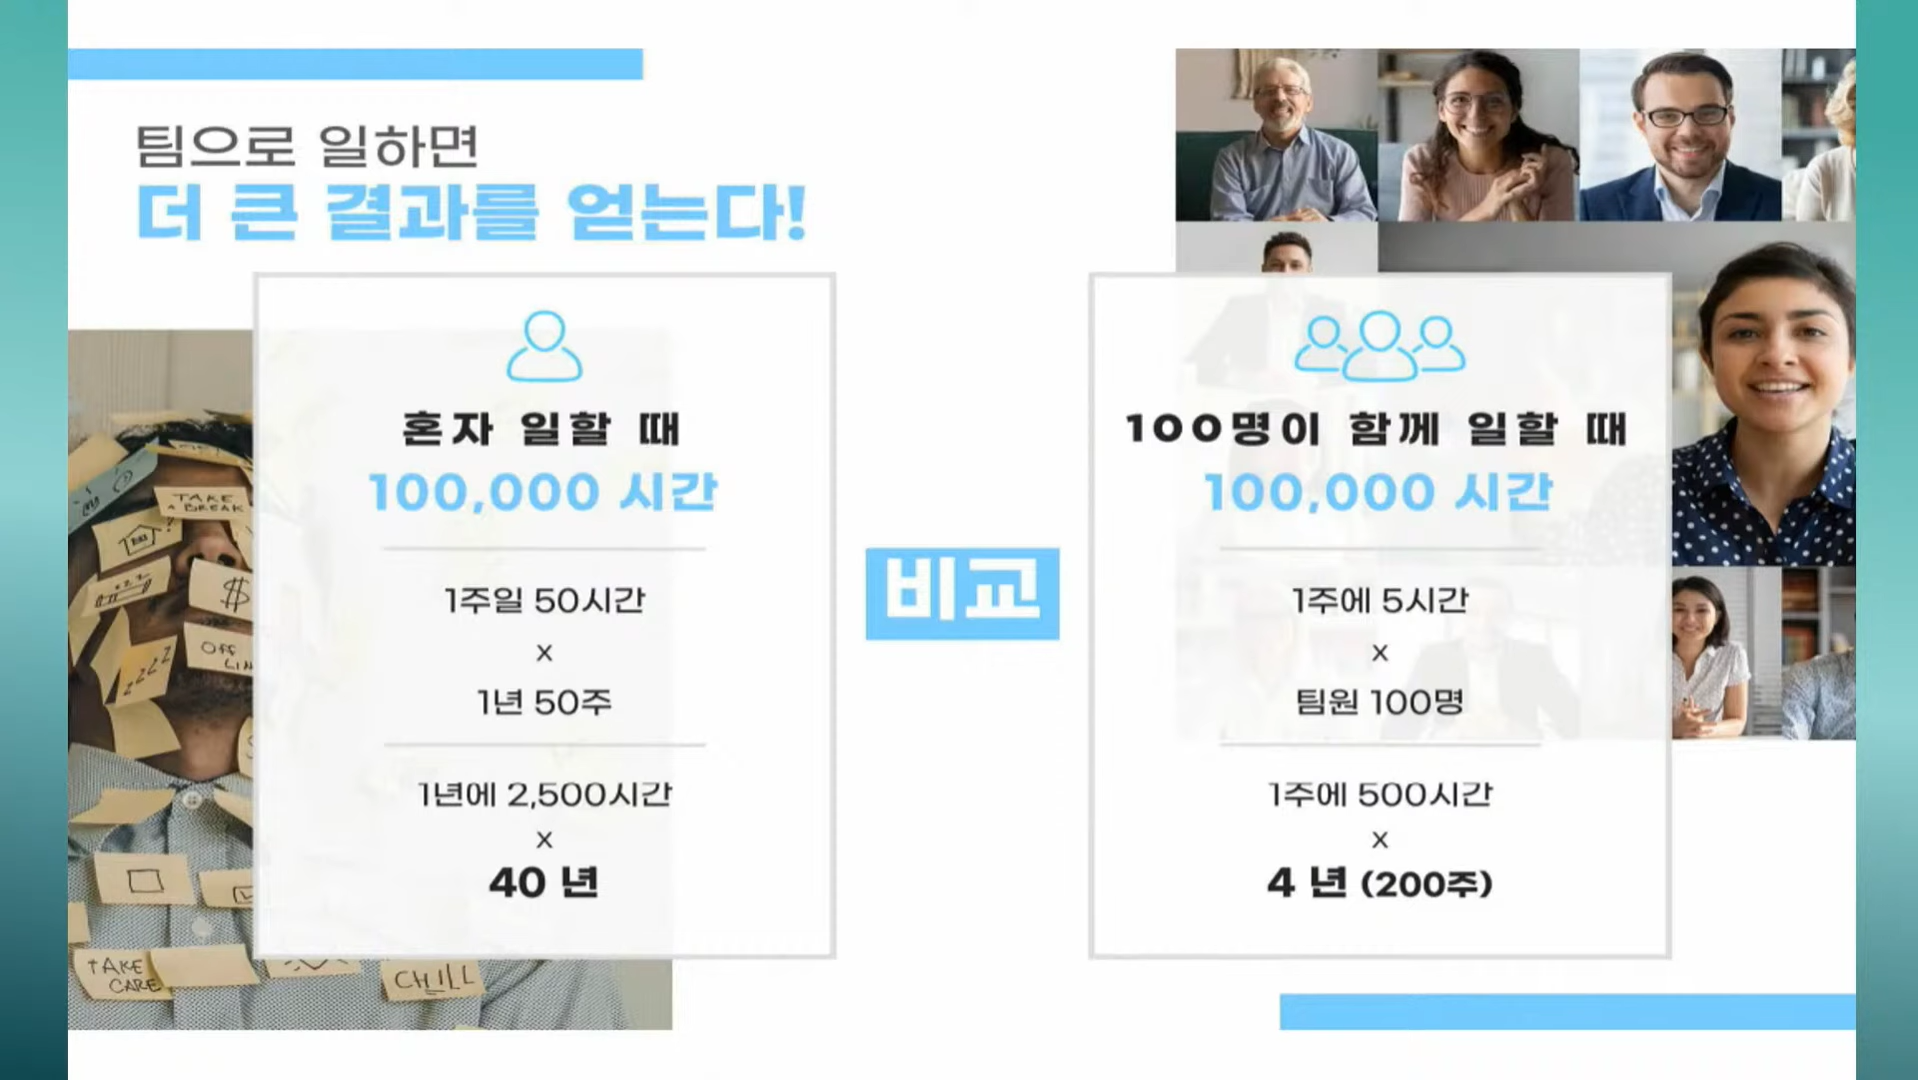 팀으로 일하면
더 큰 결과를 얻는다!
혼자 일할 때
100,000 시간
1주일 50시간
x
1년 50주
1년에 2,500시간
x
40 년
비교
100명이 함께 일할 때
100,000 시간
1주에 5시간
x
팀원 100명
1주에 500시간
x
4 년 (200주)
TAKE
A BREAK
$
OFF
zzz
TAKE
CARE
CHILL